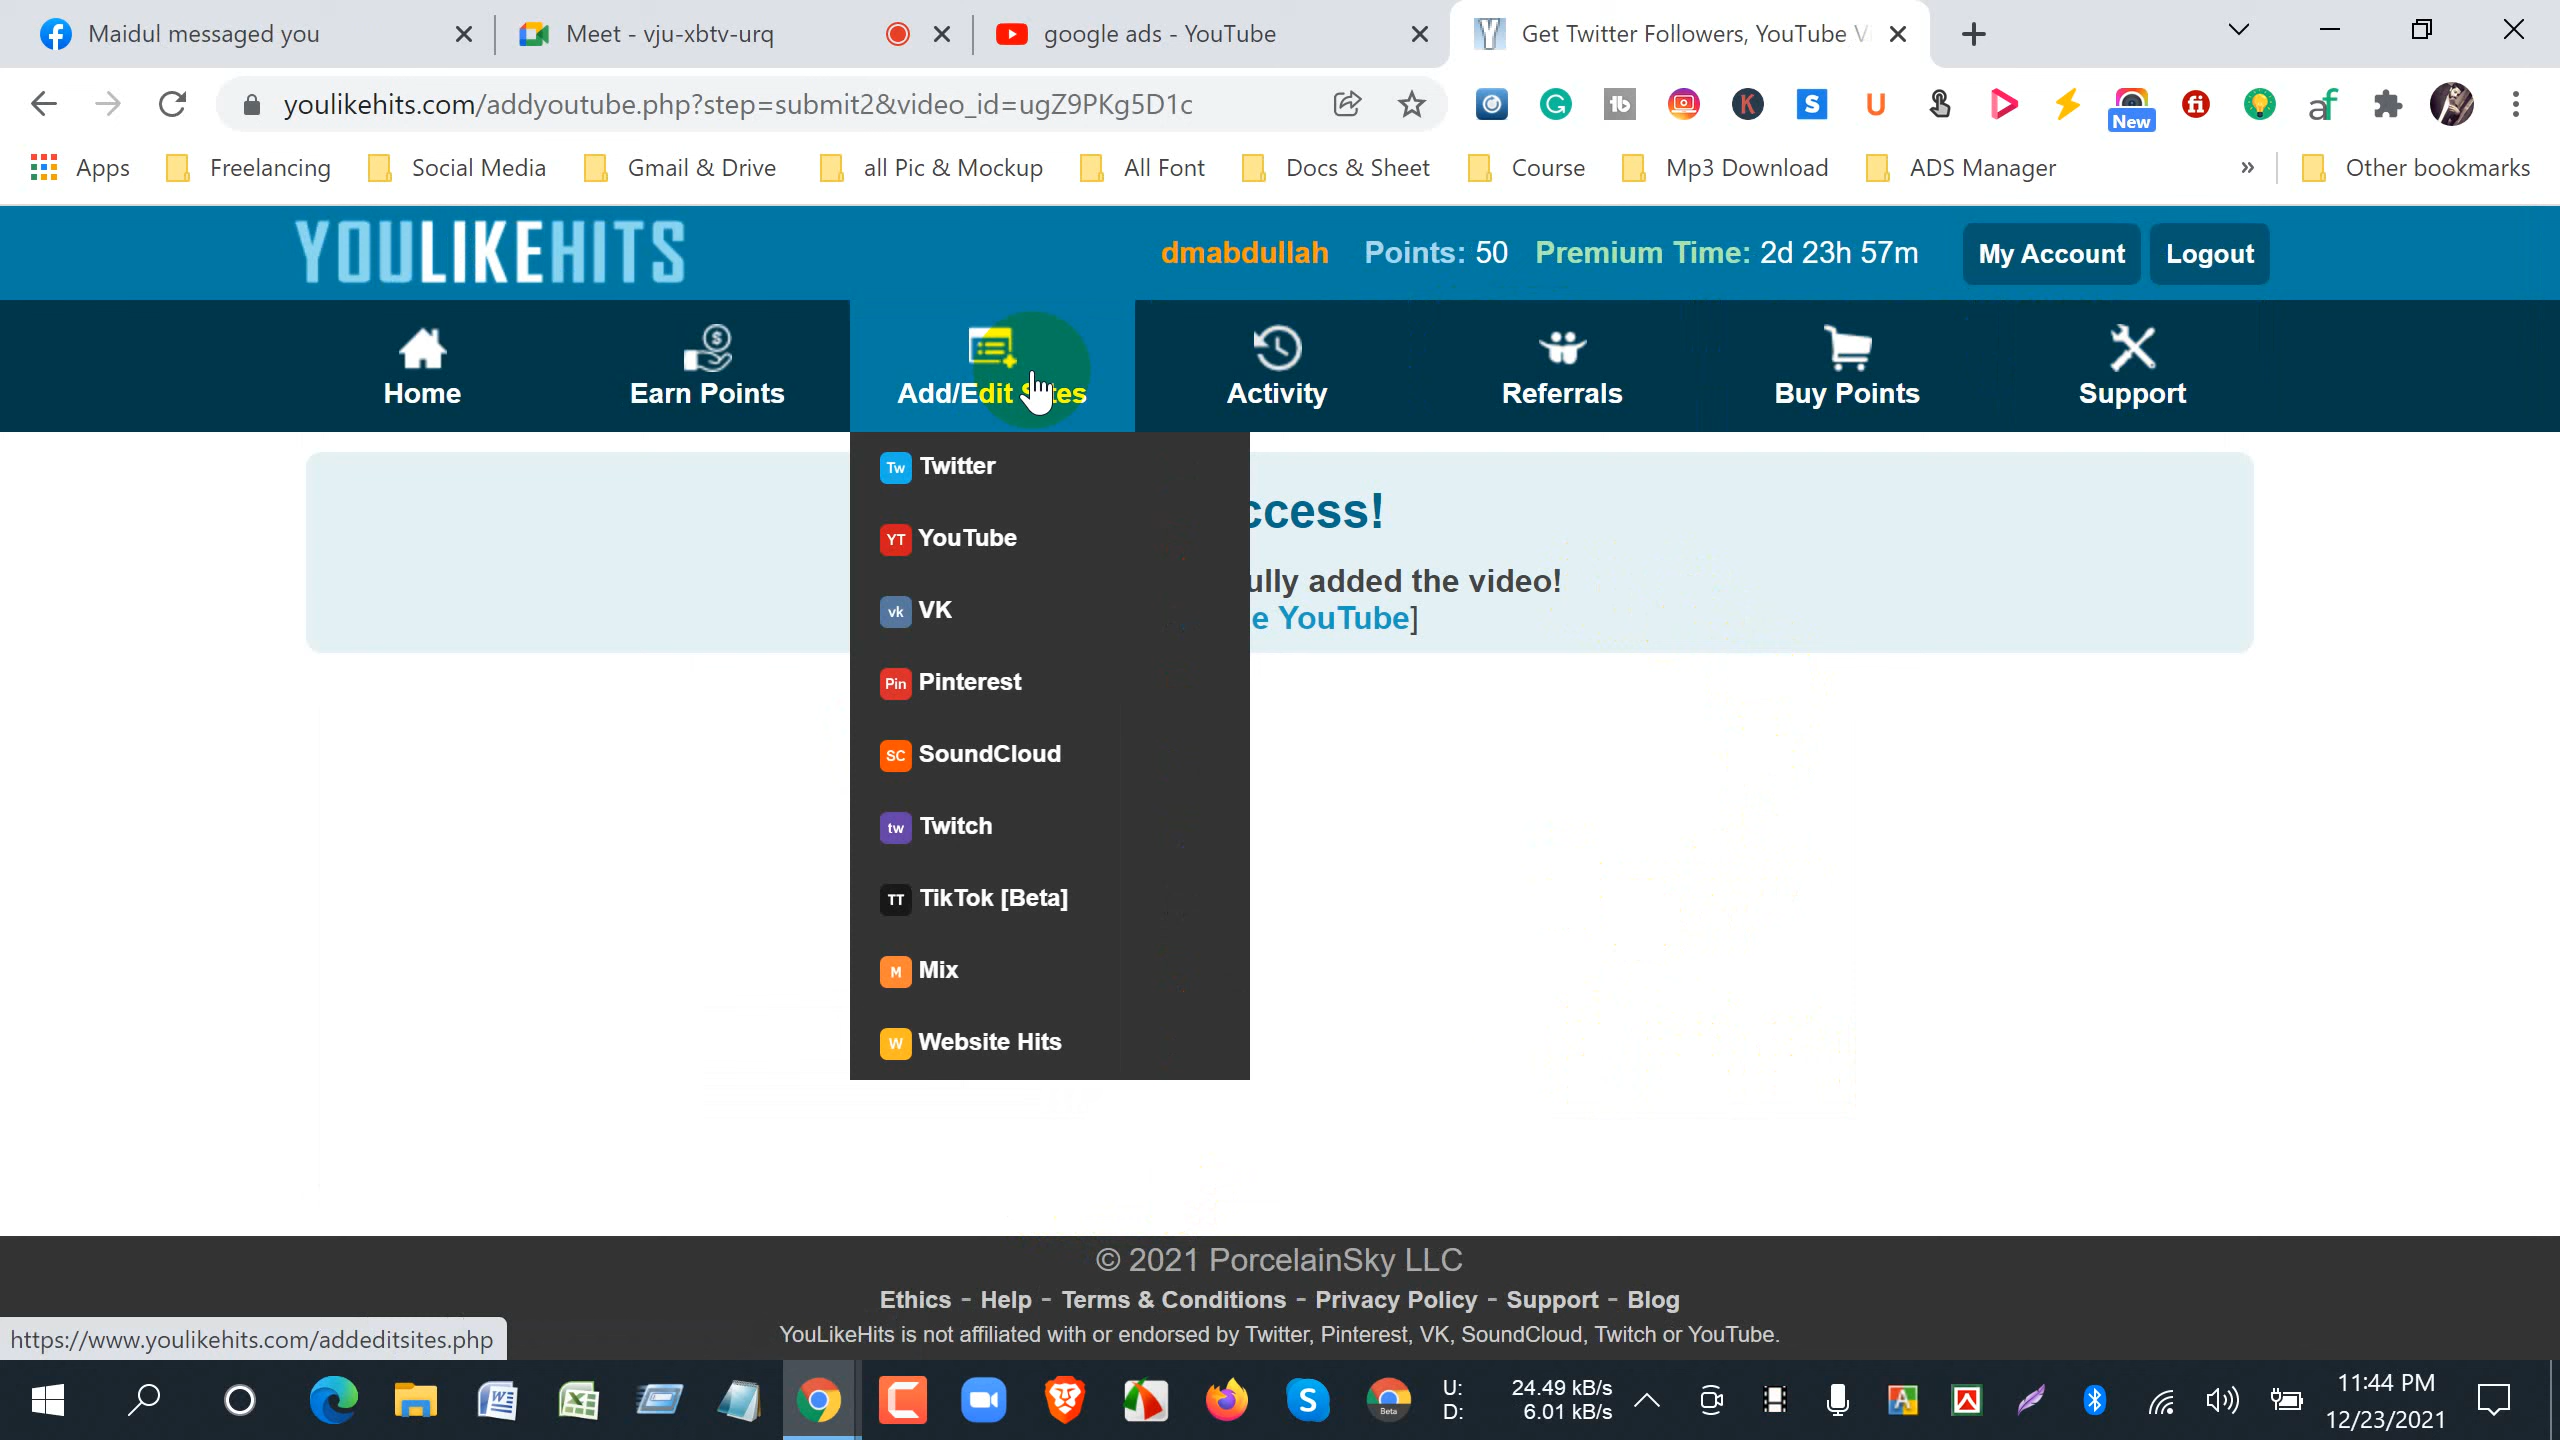 Maidul messaged you
Meet - vju-xbtv-urq
google ads - YouTube
Get Twitter Followers, YouTube Vi
youlikehits.com/addyoutube.php?step=submit2&video_id=ugZ9PKg5D1c
New
Apps
Freelancing
Social Media
Gmail & Drive
all Pic & Mockup
All Font
Docs & Sheet
Course
Mp3 Download
ADS Manager
»
Other bookmarks
YOULIKEHITS
dmabdullah Points: 50 Premium Time: 2d 23h 57m
My Account
Logout
Home
Earn Points
Add/Edit Sites
Activity
Referrals
Buy Points
Support
Tw Twitter
YT YouTube
vk VK
Pin Pinterest
SC SoundCloud
tw Twitch
TT TikTok [Beta]
M Mix
W Website Hits
ccess!
ully added the video!
e YouTube]
© 2021 PorcelainSky LLC
Ethics - Help - Terms & Conditions - Privacy Policy - Support - Blog
YouLikeHits is not affiliated with or endorsed by Twitter, Pinterest, VK, SoundCloud, Twitch or YouTube.
https://www.youlikehits.com/addeditsites.php
U: 24.49 kB/s
D: 6.01 kB/s
11:44 PM
12/23/2021